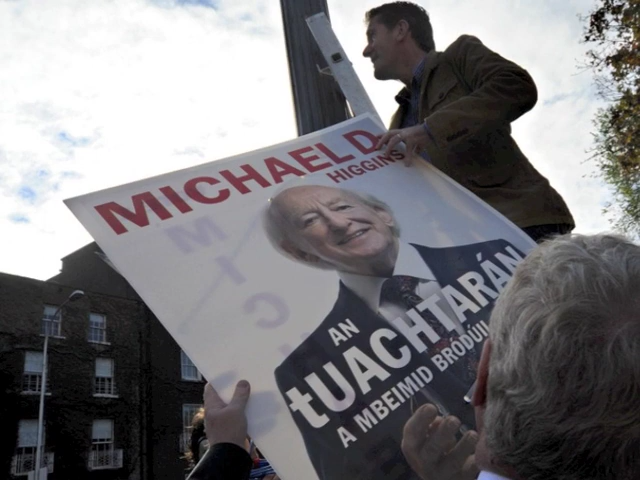 MICHAEL D.
HIGGINS
AN
tUACHTARÁN
A MBEIMID BRÓDÚIL